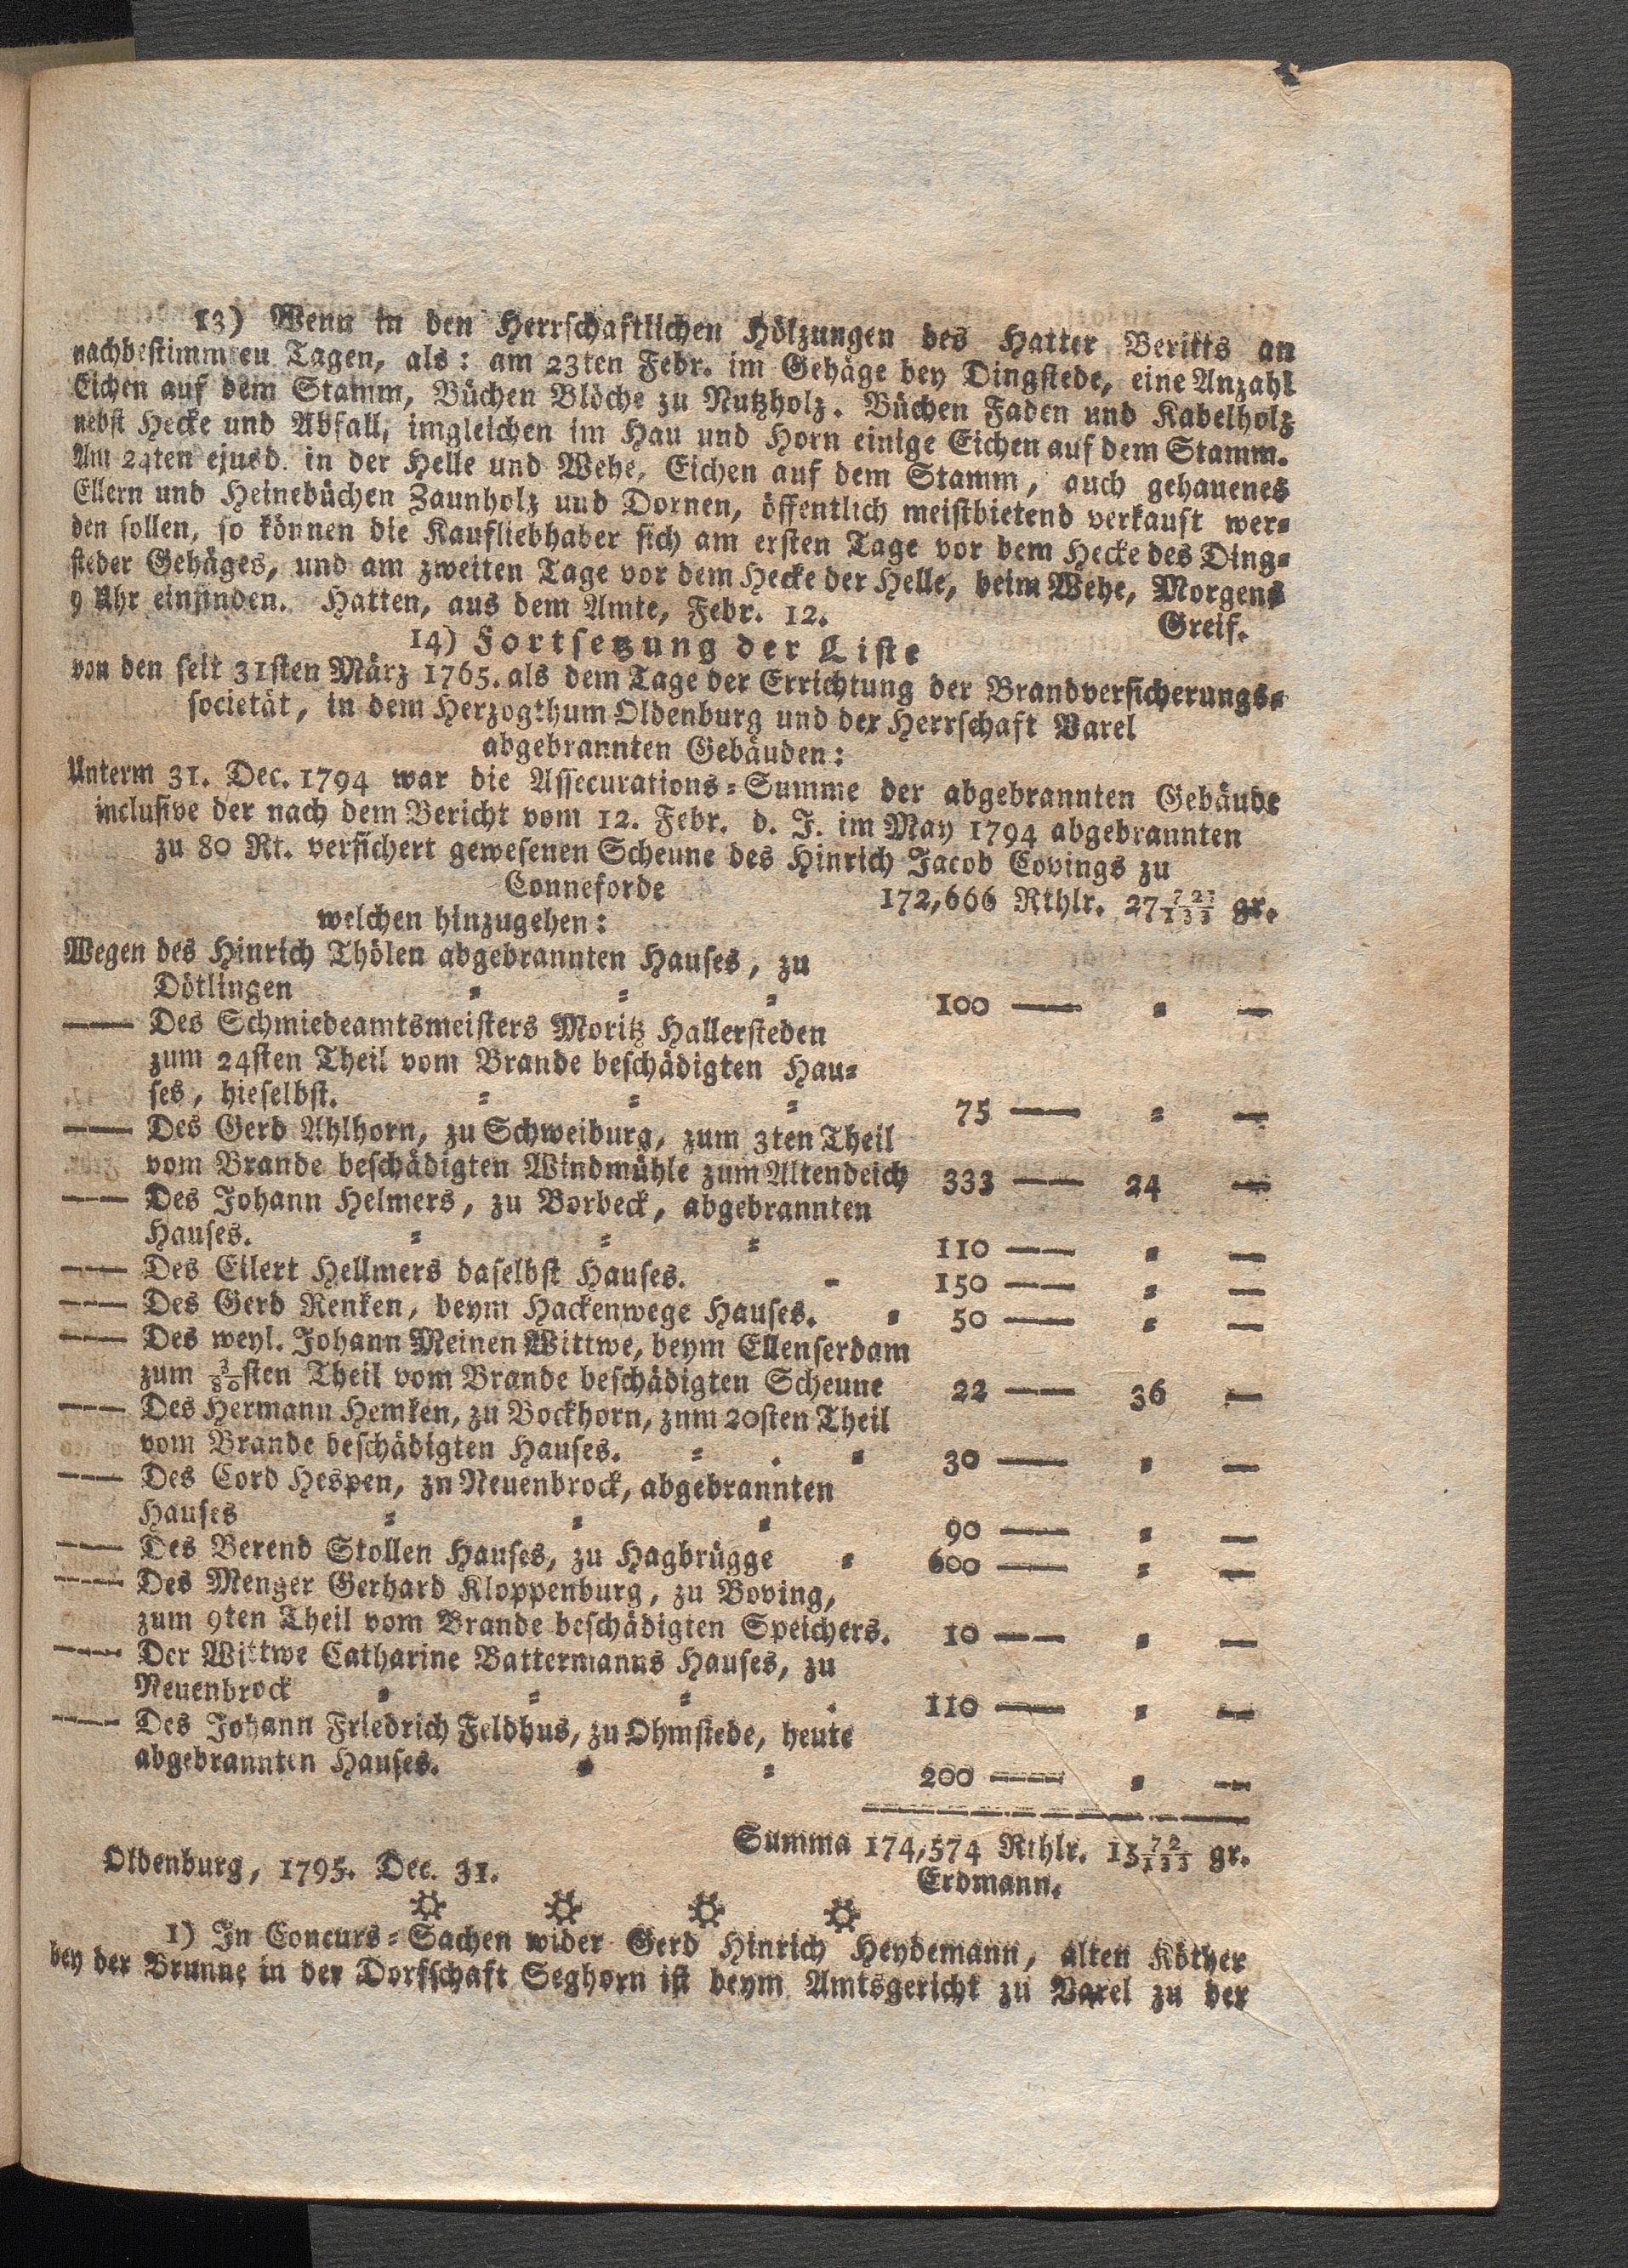 13) Wenn in den Herrschaftlichen Hölzungen des Hatter Beritts an
nachbestimmten Tagen, als: am 23ten Febr. im Gehäge bey Dingstede, eine Anzahl
Eichen auf dem Stamm, Büchen Blöche zu Nutzholz. Büchen Faden und Kabelholz
nebst Hecke und Abfall, imgleichen im Hau und Horn einige Eichen auf dem Stamm.
Am 24ten ejusd. in der Helle und Wehe, Eichen auf dem Stamm, auch gehauenes
Ellern und Heinebüchen Zaunholz und Dornen, öffentlich meistbietend verkauft wer=
den sollen, so können die Kaufliebhaber sich am ersten Tage vor dem Hecke des Ding=
steder Gehäges, und am zweiten Tage vor dem Hecke der Helle, beim Wehe, Morgens
9 Uhr einfinden. Hatten, aus dem Amte, Febr. 12. Greif.
14) Fortsetzung der Liste
von den seit 31sten März 1765. als dem Tage der Errichtung der Brandversicherungs=
societät, in dem Herzogthum Oldenburg und der Herrschaft Varel
abgebrannten Gebäuden:
Unterm 31. Dec. 1794 war die Assecurations=Summe der abgebrannten Gebäude
inclusive der nach dem Bericht vom 12. Febr. d. J. im May 1794 abgebrannten
zu 80 Rt. versichert gewesenen Scheune des Hinrich Jacob Covings zu
Conneforde 172,666 Rthlr. 27 gr.
welchen hinzugehen:
Wegen des Hinrich Thölen abgebrannten Hauses, zu
Dötlingen = = = 100 — = —
— Des Schmiedeamtsmeisters Moritz Hallersteden
zum 24sten Theil vom Brande beschädigten Hau=
ses, hieselbst. = = = 75 — = —
— Des Gerd Ahlhorn, zu Schweiburg, zum 3ten Theil
vom Brande beschädigten Windmühle zum Altendeich 333 — 24 —
— Des Johann Helmers, zu Borbeck, abgebrannten
Hauses. = = = 110 — = —
— Des Eilert Hellmers daselbst Hauses. - 150 — = —
— Des Gerd Renken, beym Hackenwege Hauses. = 50 — = —
— Des weyl. Johann Meinen Wittwe, beym Ellenserdam
zum 3/80sten Theil vom Brande beschädigten Scheune 22 — 36 —
— Des Hermann Hemken, zu Bockhorn, znm 20sten Theil
vom Brande beschädigten Hauses. = . = 30 — = —
— Des Cord Hespen, zn Neuenbrock, abgebrannten
Hauses = = = 90 — = —
— Des Berend Stollen Hauses, zu Hagbrügge = 600 — = —
— Des Menger Gerhard Kloppenburg, zu Boving,
zum 9ten Theil vom Brande beschädigten Speichers. 10 — = —
— Der Wittwe Catharine Battermanns Hauses, zu
Neuenbrock = = = . 110 — = —
— Des Johann Friedrich Feldhus, zu Ohmstede, heute
abgebrannten Hauses. = = 200 — = —
Summa 174,574 Rthlr. 15 72/133 gr.
Oldenburg, 1795. Dec. 31. Erdmann.
1) In Concurs=Sachen wider Gerd Hinrich Heydemann, alten Köther
bey der Brunne in der Dorfschaft Seghorn ist beym Amtsgericht zu Varel zu der